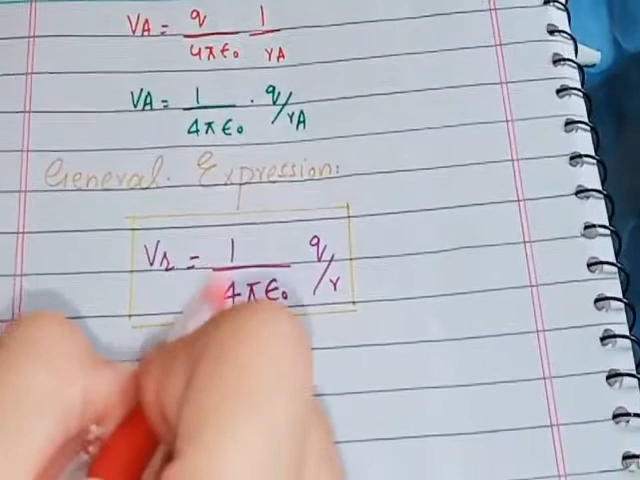 VA = q/4πϵ₀ 1/rA
VA = 1/4πϵ₀ · q/rA
General. Expression:
Vr = 1/4πϵ₀ q/r